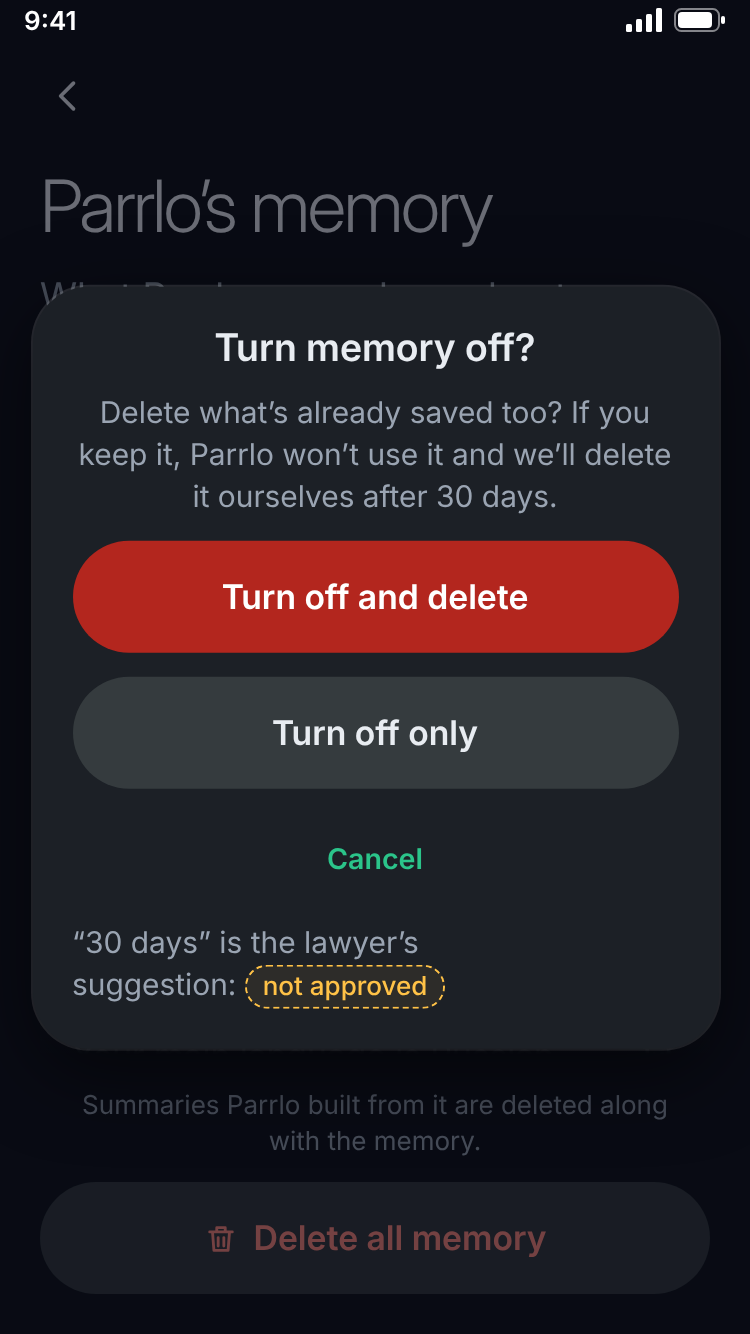 9:41
Parrlo’s memory
Turn memory off?
Delete what’s already saved too? If you
keep it, Parrlo won’t use it and we’ll delete
it ourselves after 30 days.
Turn off and delete
Turn off only
Cancel
“30 days” is the lawyer’s
suggestion: not approved
Summaries Parrlo built from it are deleted along
with the memory.
Delete all memory